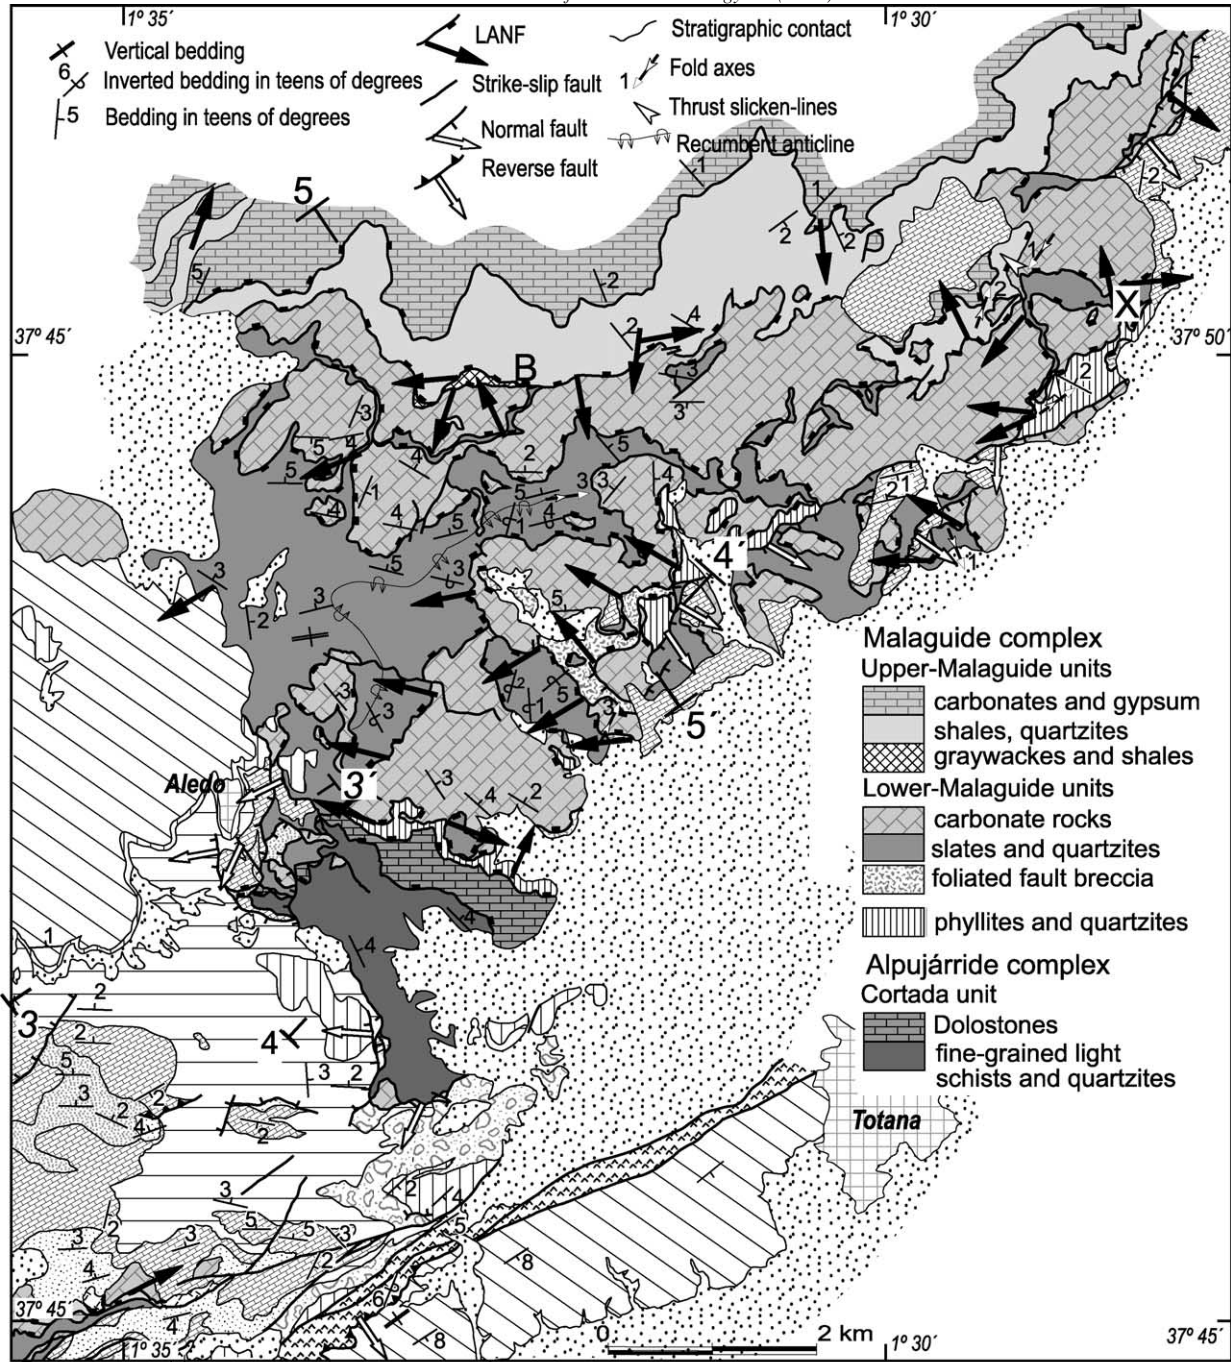 1º 35´
1º 30´
Vertical bedding
6
Inverted bedding in teens of degrees
5
Bedding in teens of degrees
LANF
Strike-slip fault
Normal fault
Reverse fault
Stratigraphic contact
1
Fold axes
Thrust slicken-lines
Recumbent anticline
5
37º 45´
37º 50´
B
X
4´
5´
3´
Aledo
3
4
Malaguide complex
Upper-Malaguide units
carbonates and gypsum
shales, quartzites
graywackes and shales
Lower-Malaguide units
carbonate rocks
slates and quartzites
foliated fault breccia
phyllites and quartzites
Alpujárride complex
Cortada unit
Dolostones
fine-grained light
schists and quartzites
Totana
37º 45´
1º 35´
0
2 km
1º 30´
37º 45´